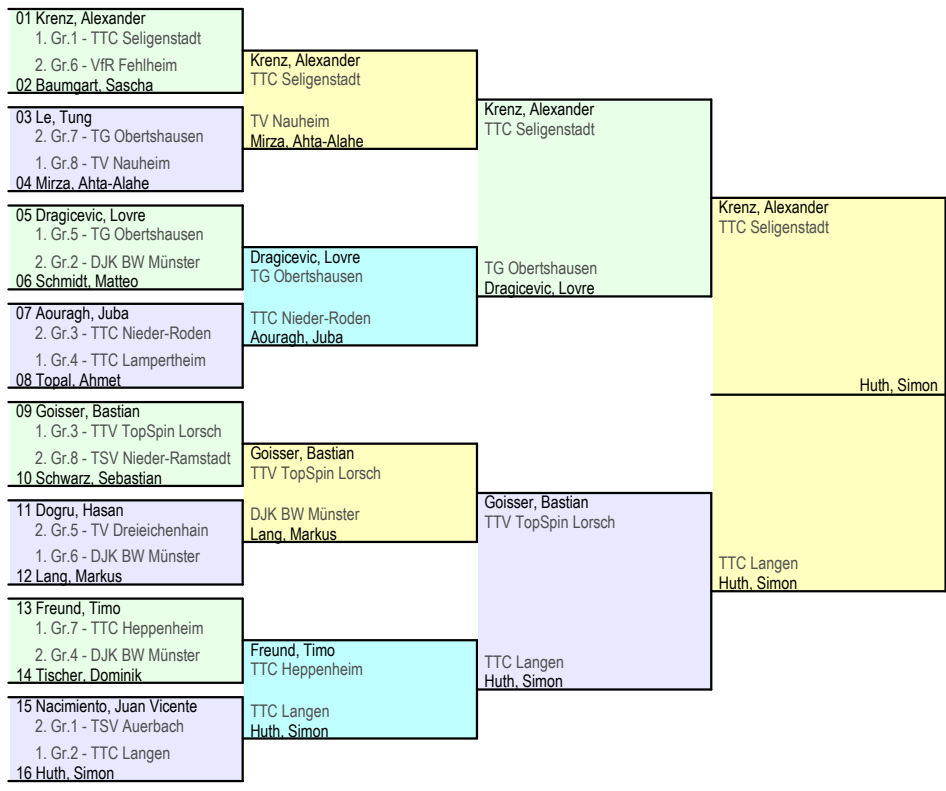 01 Krenz, Alexander
1. Gr.1 - TTC Seligenstadt
2. Gr.6 - VfR Fehlheim
02 Baumgart, Sascha
03 Le, Tung
2. Gr.7 - TG Obertshausen
1. Gr.8 - TV Nauheim
04 Mirza, Ahta-Alahe
05 Dragicevic, Lovre
1. Gr.5 - TG Obertshausen
2. Gr.2 - DJK BW Münster
06 Schmidt, Matteo
07 Aouragh, Juba
2. Gr.3 - TTC Nieder-Roden
1. Gr.4 - TTC Lampertheim
08 Topal, Ahmet
09 Goisser, Bastian
1. Gr.3 - TTV TopSpin Lorsch
2. Gr.8 - TSV Nieder-Ramstadt
10 Schwarz, Sebastian
11 Dogru, Hasan
2. Gr.5 - TV Dreieichenhain
1. Gr.6 - DJK BW Münster
12 Lang, Markus
13 Freund, Timo
1. Gr.7 - TTC Heppenheim
2. Gr.4 - DJK BW Münster
14 Tischer, Dominik
15 Nacimiento, Juan Vicente
2. Gr.1 - TSV Auerbach
1. Gr.2 - TTC Langen
16 Huth, Simon
Krenz, Alexander
TTC Seligenstadt
TV Nauheim
Mirza, Ahta-Alahe
Dragicevic, Lovre
TG Obertshausen
TTC Nieder-Roden
Aouragh, Juba
Goisser, Bastian
TTV TopSpin Lorsch
DJK BW Münster
Lang, Markus
Freund, Timo
TTC Heppenheim
TTC Langen
Huth, Simon
Krenz, Alexander
TTC Seligenstadt
TG Obertshausen
Dragicevic, Lovre
Goisser, Bastian
TTV TopSpin Lorsch
TTC Langen
Huth, Simon
Krenz, Alexander
TTC Seligenstadt
Huth, Simon
TTC Langen
Huth, Simon